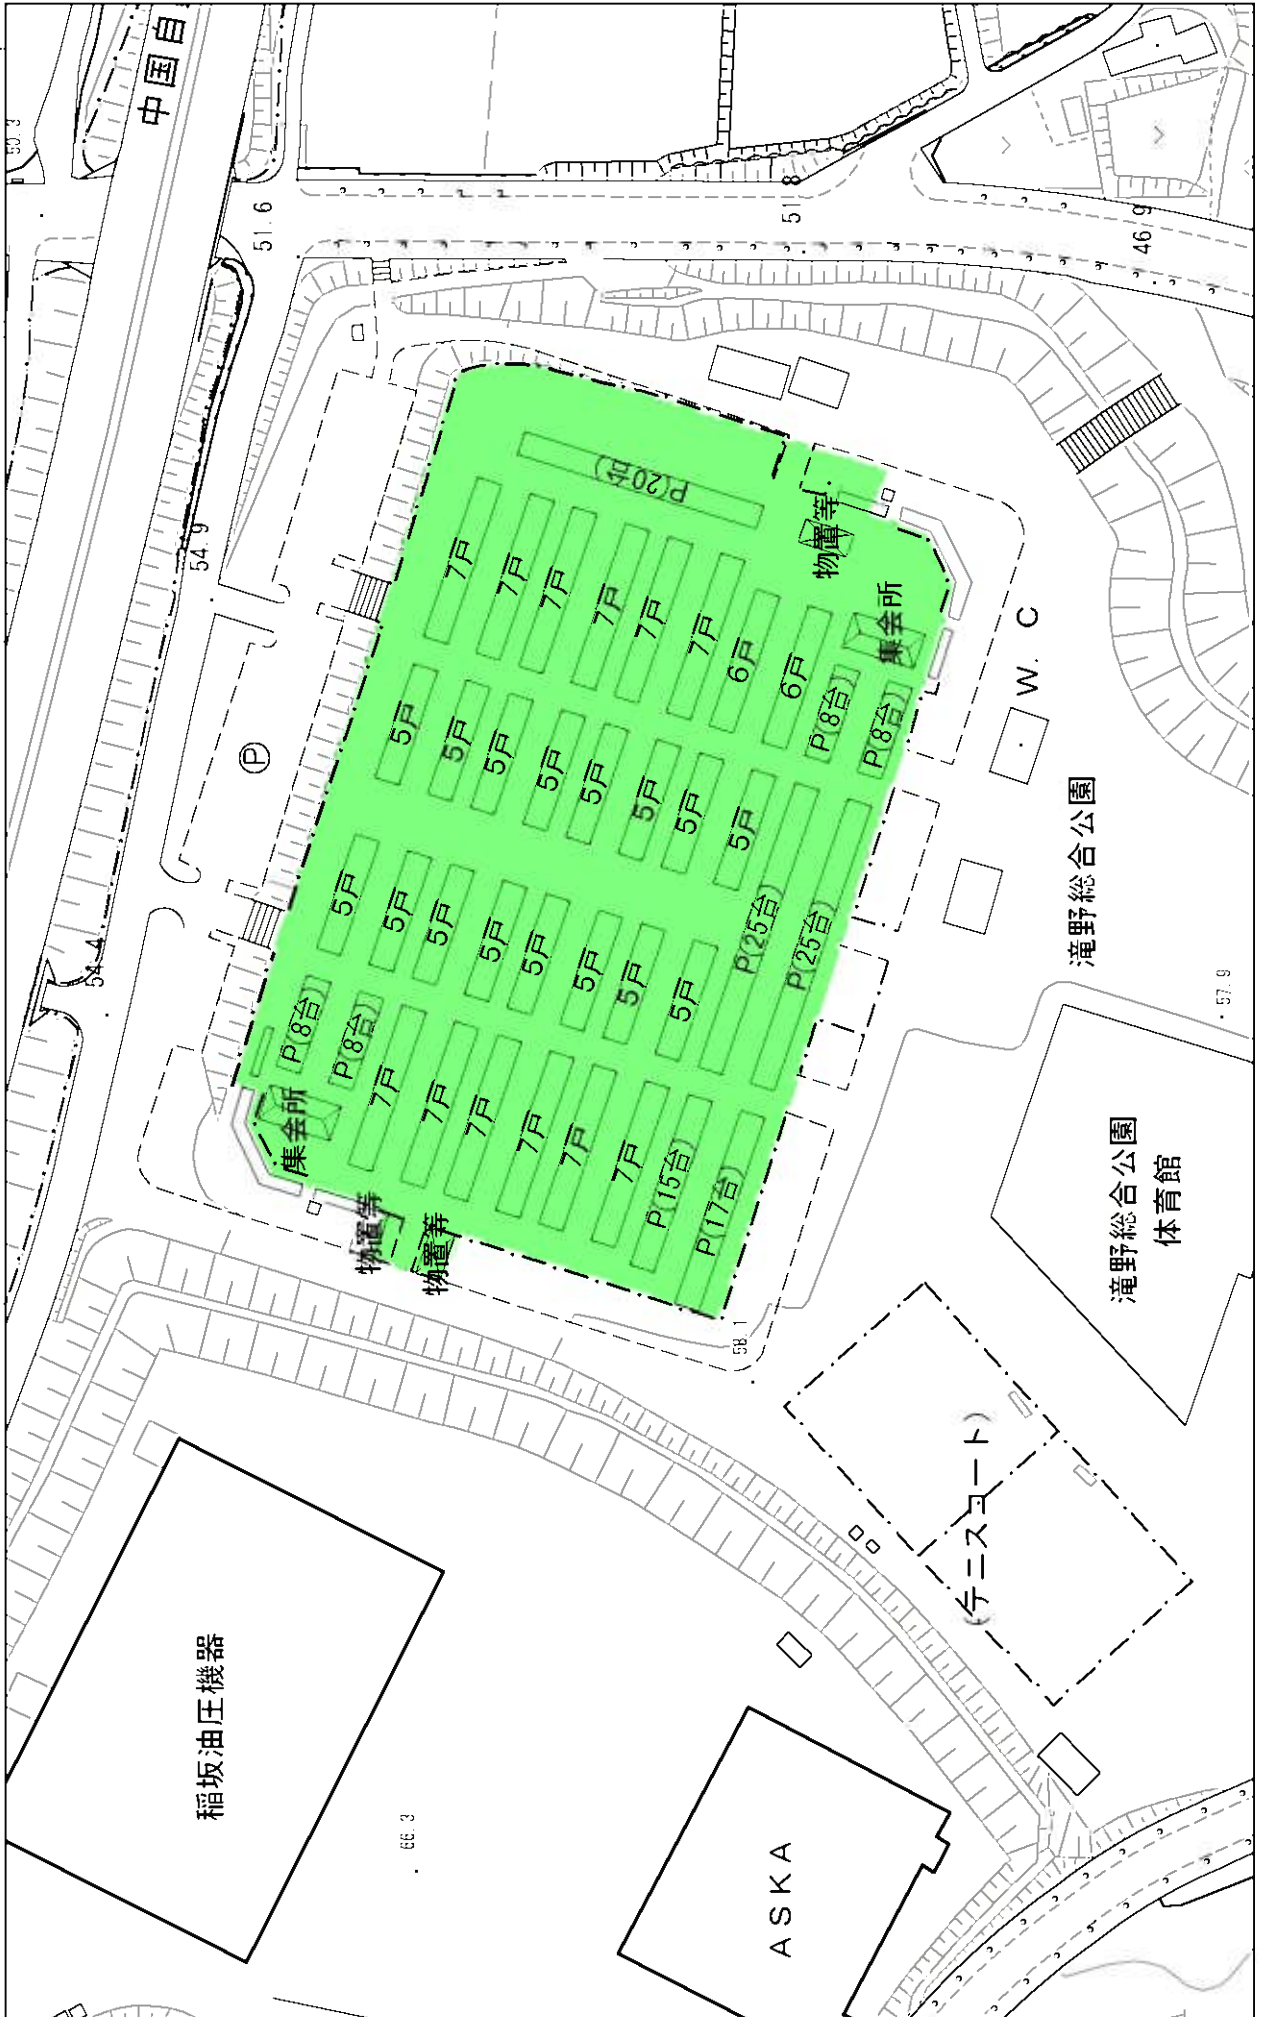 中国自
50.3
51.6
51.8
46.9
54.9
54.4
Ⓟ
P(20台)
物置等
集会所
7戸
7戸
7戸
7戸
7戸
7戸
6戸
6戸
P(8台)
P(8台)
5戸
5戸
5戸
5戸
5戸
5戸
5戸
5戸
P(25台)
P(25台)
5戸
5戸
5戸
5戸
5戸
5戸
5戸
5戸
P(8台)
P(8台)
集会所
7戸
7戸
7戸
7戸
7戸
7戸
P(15台)
P(17台)
物置等
物置等
W. C
滝野総合公園
57.9
滝野総合公園
体育館
58.1
(テニスコート)
稲坂油圧機器
66.3
ASKA